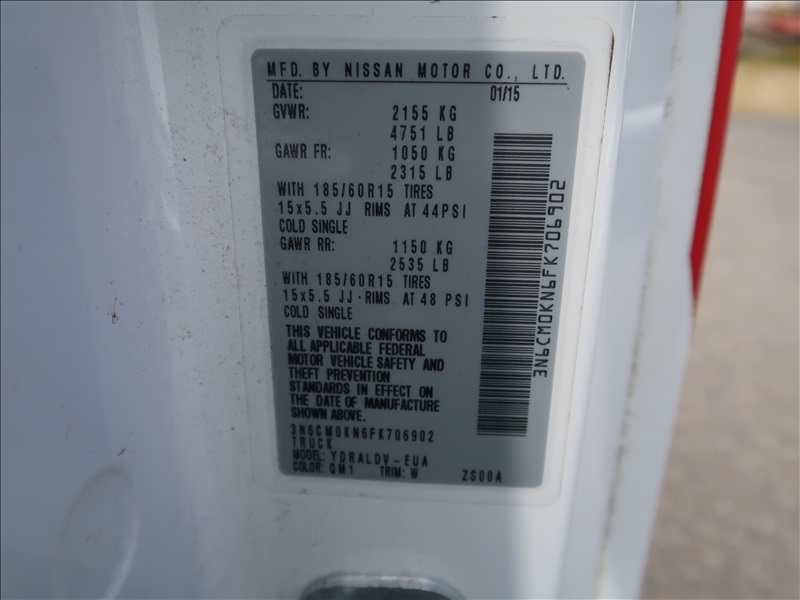 MFD. BY NISSAN MOTOR CO., LTD.
DATE: 01/15
GVWR: 2155 KG
4751 LB
GAWR FR: 1050 KG
2315 LB
WITH 185/60R15 TIRES
15x5.5 JJ RIMS AT 44PSI
COLD SINGLE
GAWR RR: 1150 KG
2535 LB
WITH 185/60R15 TIRES
15x5.5 JJ-RIMS AT 48 PSI
COLD SINGLE
THIS VEHICLE CONFORMS TO
ALL APPLICABLE FEDERAL
MOTOR VEHICLE SAFETY AND
THEFT PREVENTION
STANDARDS IN EFFECT ON
THE DATE OF MANUFACTURE
SHOWN ABOVE.
3N6CM0KN6FK706902
TRUCK
MODEL: YDRALDV-EUA
COLOR: QM1 TRIM: W ZS00A
3N6CM0KN6FK706902